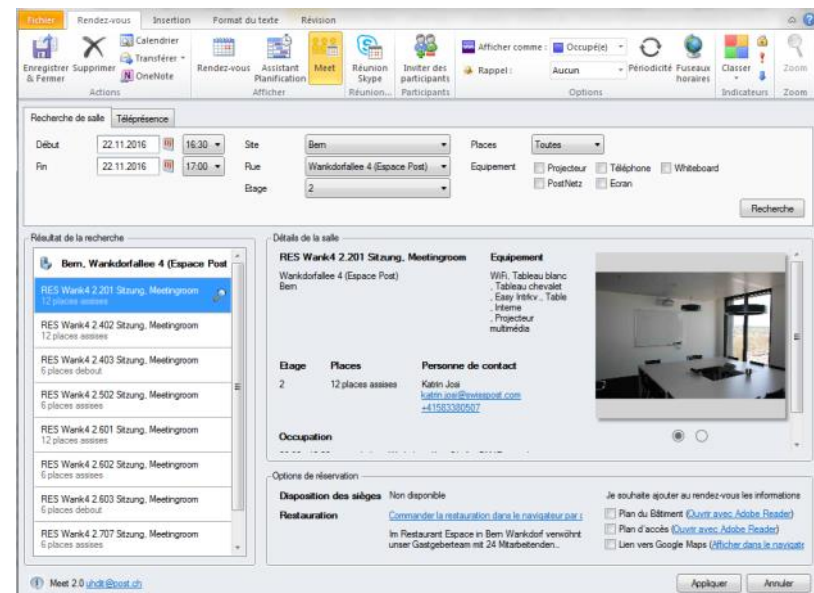 Fichier Rendez-vous Insertion Format du texte Révision
Enregistrer & Fermer
Supprimer
Calendrier
Transférer
OneNote
Actions
Rendez-vous
Assistant Planification
Afficher
Meet
Réunion Skype
Réunion...
Inviter des participants
Participants
Afficher comme : Occupé(e)
Rappel : Aucun
Périodicité
Fuseaux horaires
Options
Classer
Indicateurs
Zoom
Zoom
Recherche de salle Téléprésence
Début 22.11.2016 16:30 Site Bern Places Toutes
Fin 22.11.2016 17:00 Rue Wankdorfallee 4 (Espace Post) Equipement Projecteur Téléphone Whiteboard
Etage 2 PostNetz Ecran
Recherche
Résultat de la recherche
Bern, Wankdorfallee 4 (Espace Post
RES Wank4 2.201 Sitzung, Meetingroom
12 places assises
RES Wank4 2.402 Sitzung, Meetingroom
12 places assises
RES Wank4 2.403 Sitzung, Meetingroom
6 places debout
RES Wank4 2.502 Sitzung, Meetingroom
6 places assises
RES Wank4 2.601 Sitzung, Meetingroom
12 places assises
RES Wank4 2.602 Sitzung, Meetingroom
6 places assises
RES Wank4 2.603 Sitzung, Meetingroom
6 places debout
RES Wank4 2.707 Sitzung, Meetingroom
6 places assises
Détails de la salle
RES Wank4 2.201 Sitzung, Meetingroom
Wankdorfallee 4 (Espace Post)
Bern
Equipement
WiFi, Tableau blanc
, Tableau chevalet
, Easy , Table
, Interne
, Projecteur
multimédia
Etage Places Personne de contact
2 12 places assises Katrin Josi
katrin.josi@swisspost.com
+41583380507
Occupation
Options de réservation
Disposition des sièges Non disponible
Restauration Commander la restauration dans le navigateur par
Im Restaurant Espace in Bern Wankdorf verwöhnt
unser Gastgeberteam mit 24 Mitarbeitenden..
Je souhaite ajouter au rendez-vous les informations
Plan du Bâtiment (Ouvrir avec Adobe Reader)
Plan d'accès (Ouvrir avec Adobe Reader)
Lien vers Google Maps (Afficher dans le navigate
Meet 2.0 uhdt@post.ch
Appliquer Annuler